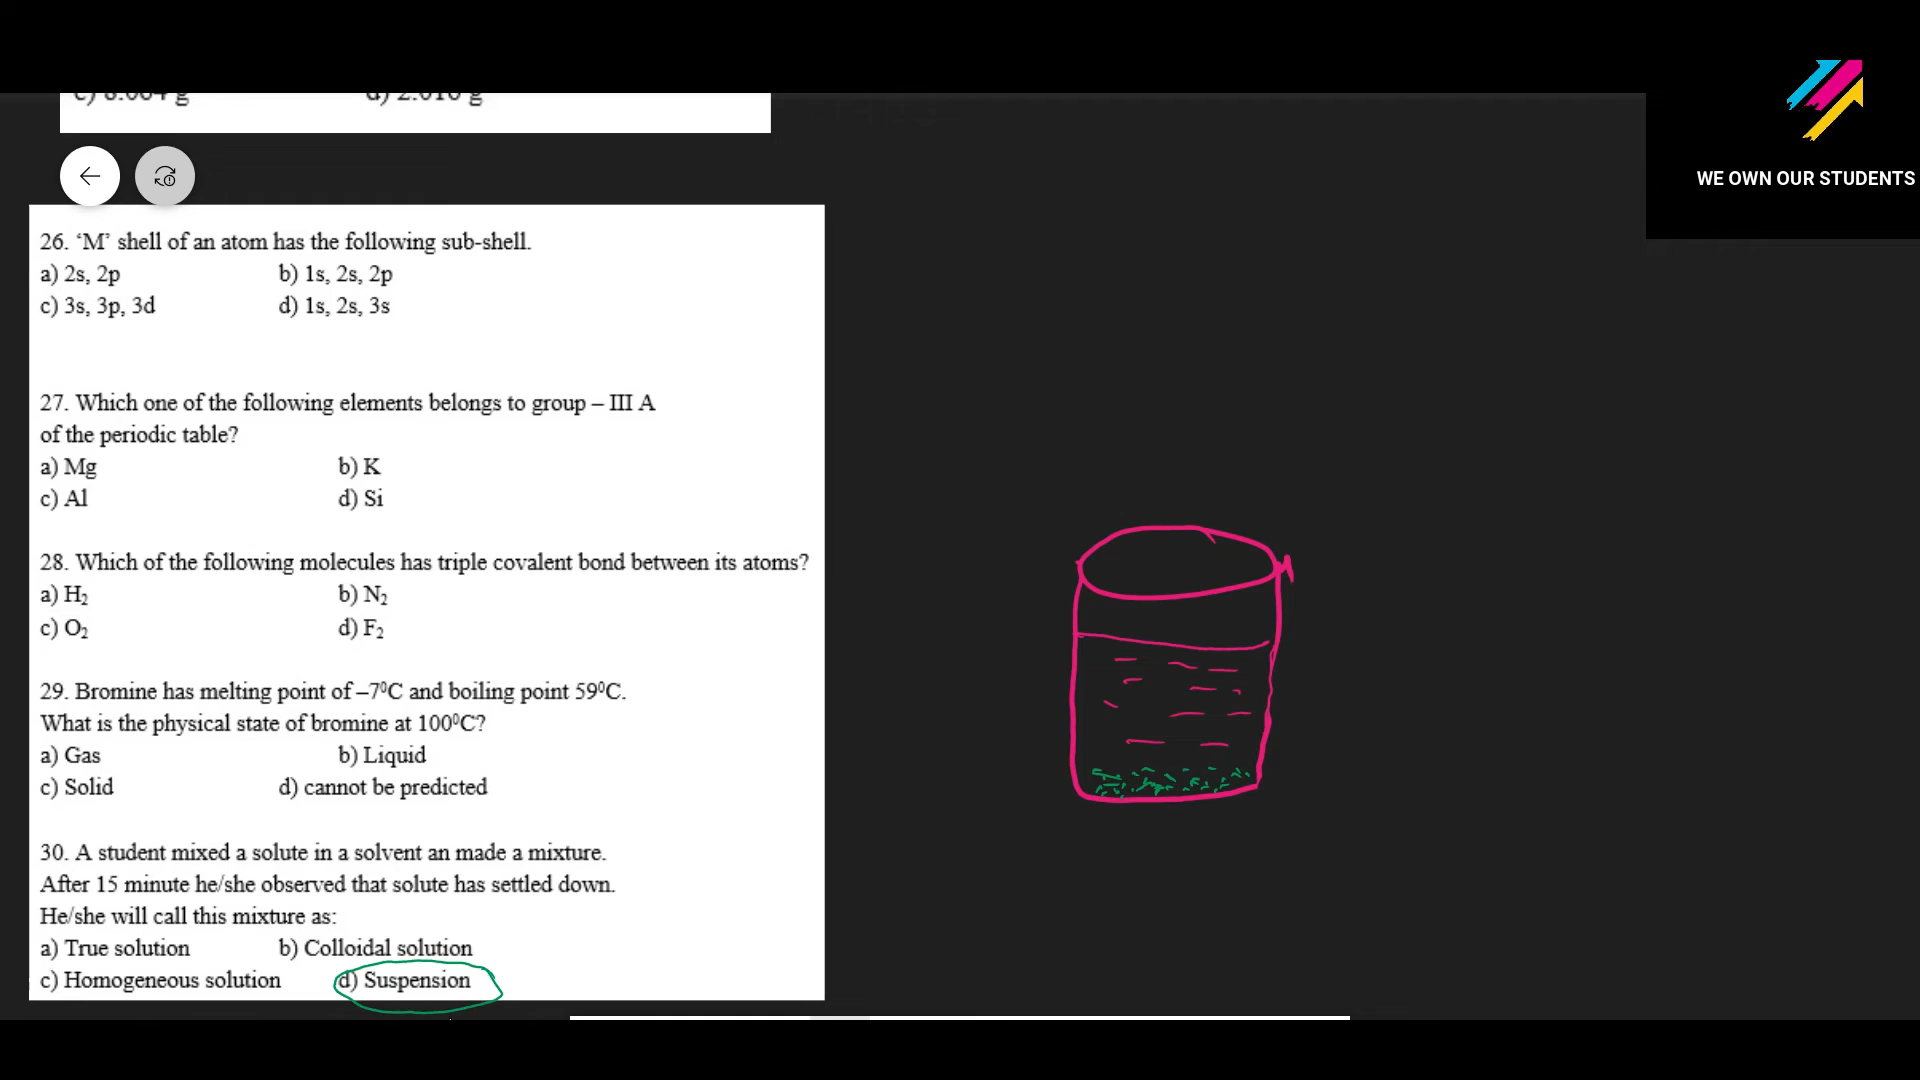 26. ‘M’ shell of an atom has the following sub-shell.
a) 2s, 2p b) 1s, 2s, 2p
c) 3s, 3p, 3d d) 1s, 2s, 3s
27. Which one of the following elements belongs to group – III A
of the periodic table?
a) Mg b) K
c) Al d) Si
28. Which of the following molecules has triple covalent bond between its atoms?
a) H₂ b) N₂
c) O₂ d) F₂
29. Bromine has melting point of –7⁰C and boiling point 59⁰C.
What is the physical state of bromine at 100⁰C?
a) Gas b) Liquid
c) Solid d) cannot be predicted
30. A student mixed a solute in a solvent an made a mixture.
After 15 minute he/she observed that solute has settled down.
He/she will call this mixture as:
a) True solution b) Colloidal solution
c) Homogeneous solution d) Suspension
WE OWN OUR STUDENTS